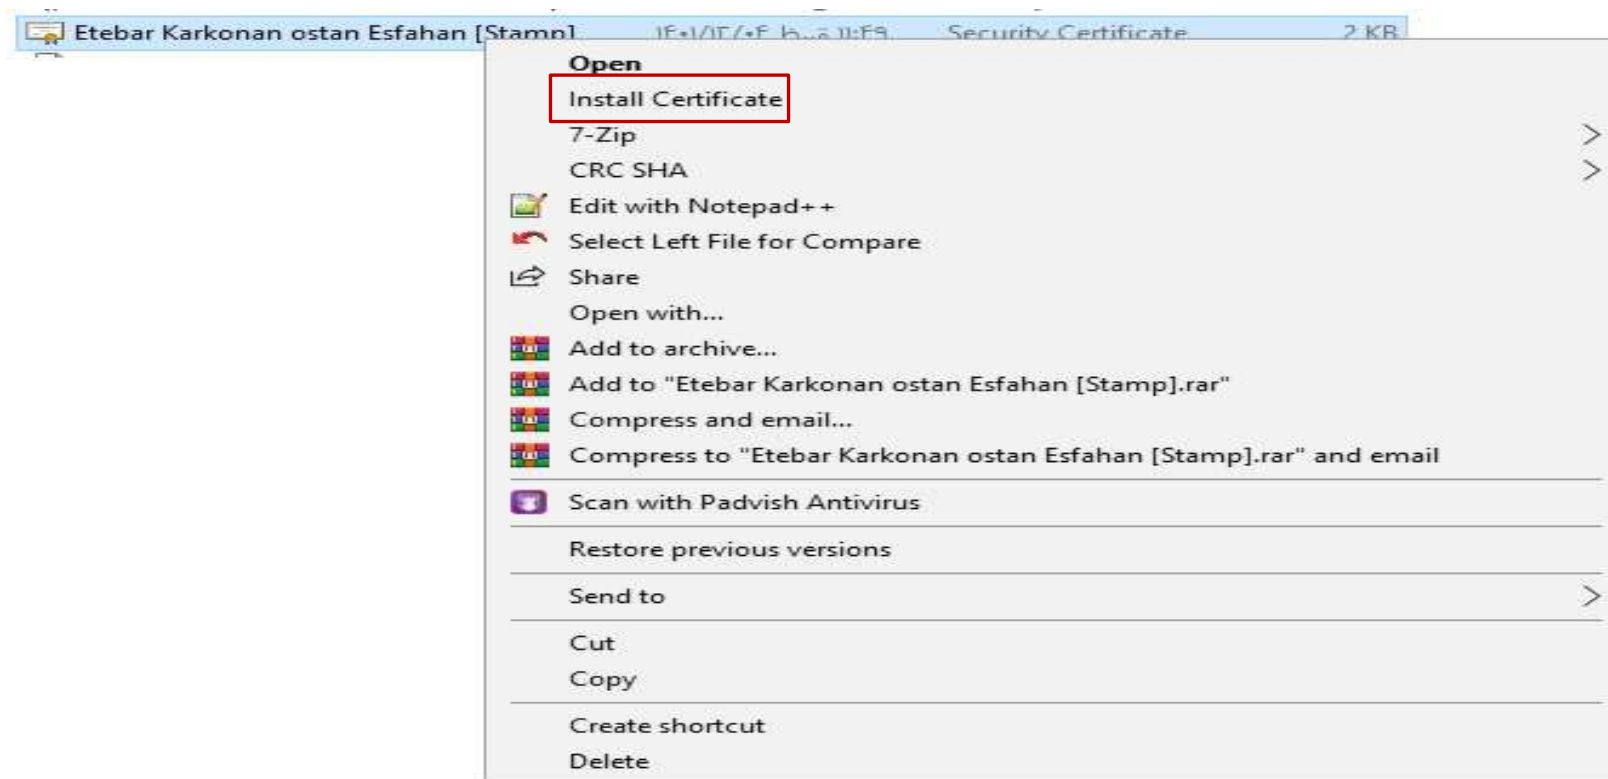 Etebar Karkonan ostan Esfahan [Stamp] Security Certificate 2 KB
Open
Install Certificate
7-Zip
CRC SHA
Edit with Notepad++
Select Left File for Compare
Share
Open with...
Add to archive...
Add to "Etebar Karkonan ostan Esfahan [Stamp].rar"
Compress and email...
Compress to "Etebar Karkonan ostan Esfahan [Stamp].rar" and email
Scan with Padvish Antivirus
Restore previous versions
Send to
Cut
Copy
Create shortcut
Delete